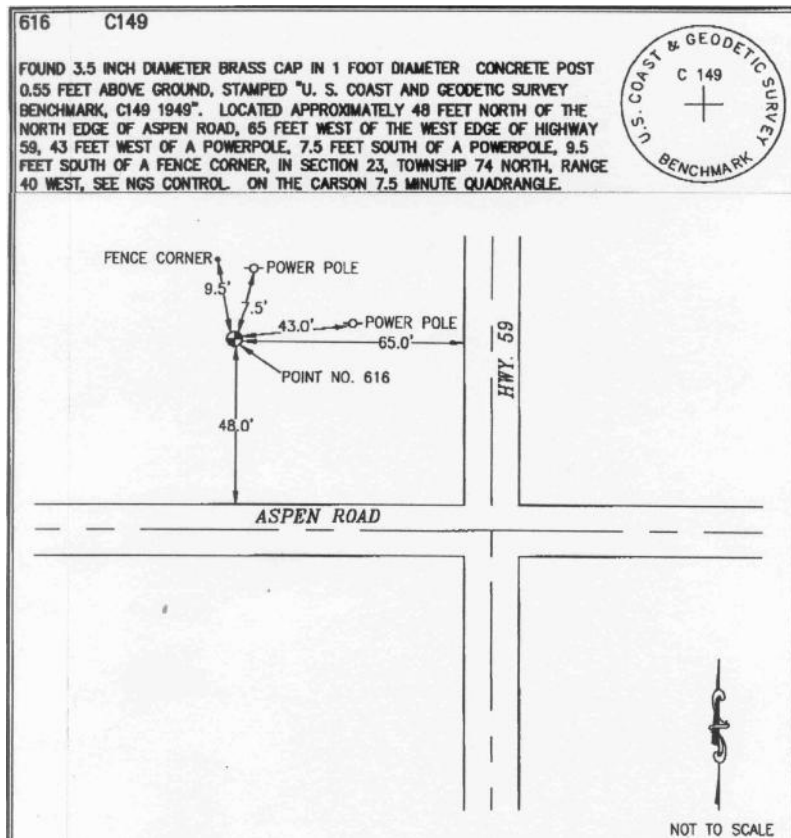 616 C149
FOUND 3.5 INCH DIAMETER BRASS CAP IN 1 FOOT DIAMETER CONCRETE POST
0.55 FEET ABOVE GROUND, STAMPED "U. S. COAST AND GEODETIC SURVEY
BENCHMARK, C149 1949". LOCATED APPROXIMATELY 48 FEET NORTH OF THE
NORTH EDGE OF ASPEN ROAD, 65 FEET WEST OF THE WEST EDGE OF HIGHWAY
59, 43 FEET WEST OF A POWERPOLE, 7.5 FEET SOUTH OF A POWERPOLE, 9.5
FEET SOUTH OF A FENCE CORNER, IN SECTION 23, TOWNSHIP 74 NORTH, RANGE
40 WEST, SEE NGS CONTROL. ON THE CARSON 7.5 MINUTE QUADRANGLE.
U.S. COAST & GEODETIC SURVEY
C 149
BENCHMARK
FENCE CORNER
POWER POLE
9.5'
7.5'
POWER POLE
43.0'
65.0'
HWY. 59
POINT NO. 616
48.0'
ASPEN ROAD
NOT TO SCALE